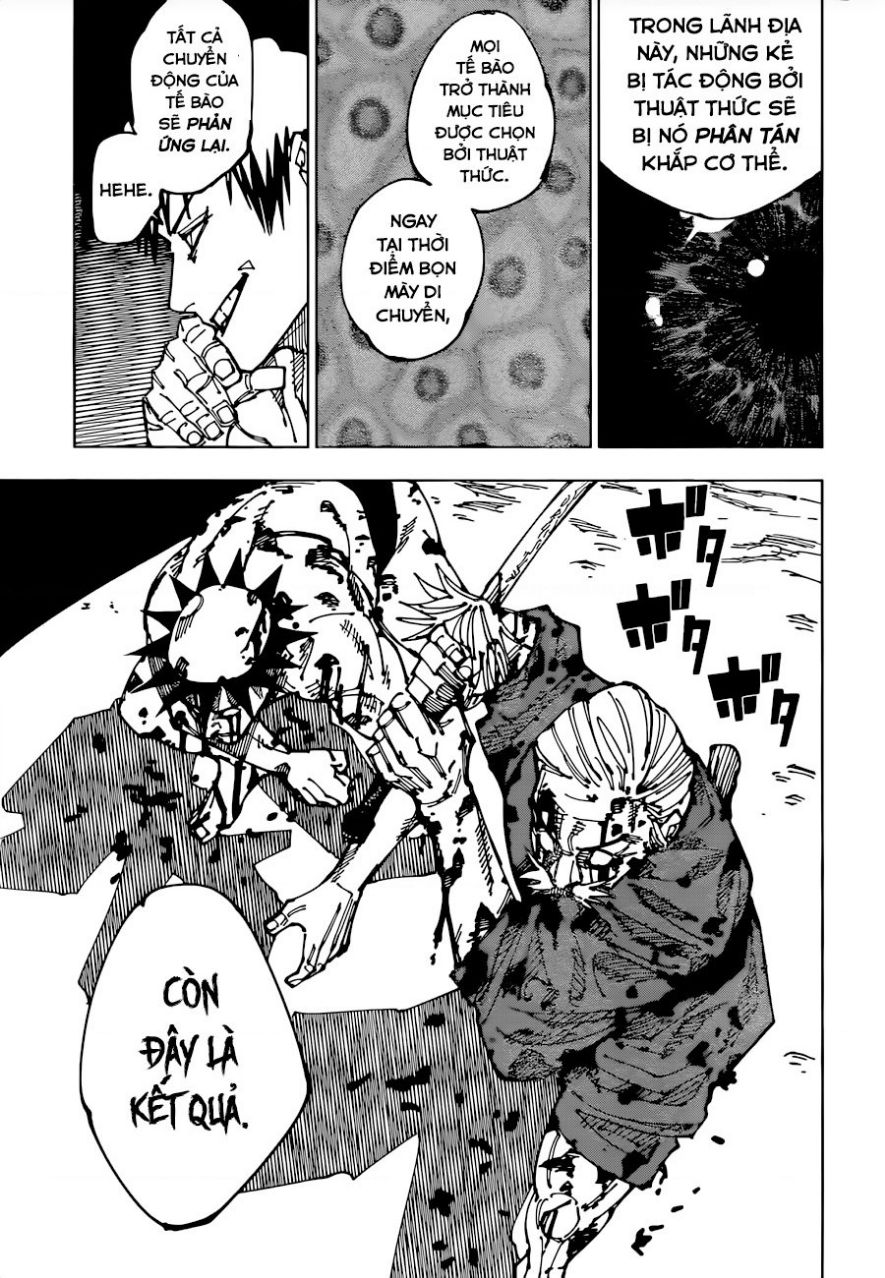 TRONG LÃNH ĐỊA
NÀY, NHỮNG KẺ
BỊ TÁC ĐỘNG BỞI
THUẬT THỨC SẼ
BỊ NÓ PHÂN TÁN
KHẮP CƠ THỂ.
MỌI
TẾ BÀO
TRỞ THÀNH
MỤC TIÊU
ĐƯỢC CHỌN
BỞI THUẬT
THỨC.
NGAY
TẠI THỜI
ĐIỂM BỌN
MÀY DI
CHUYỂN,
TẤT CẢ
CHUYỂN
ĐỘNG CỦA
TẾ BÀO
SẼ PHẢN
ỨNG LẠI.
HEHE.
ボタ
ボタ
ボタ
CÒN
ĐÂY LÀ
KẾT QUẢ.